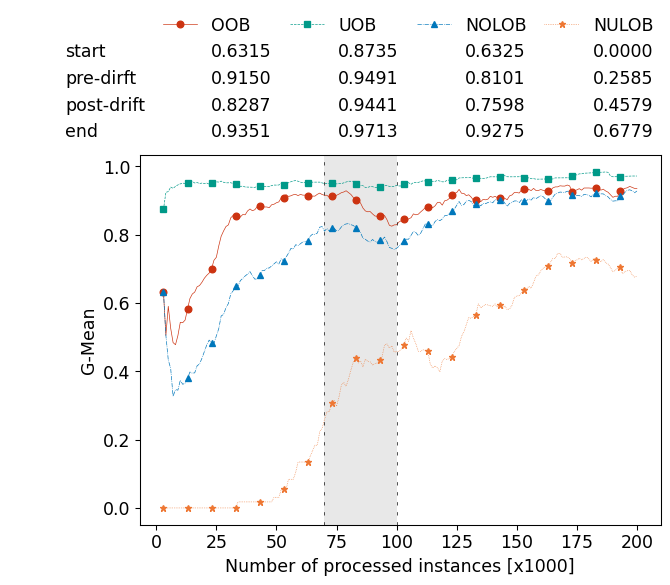 OOB UOB NOLOB NULOB
start 0.6315 0.8735 0.6325 0.0000
pre-dirft 0.9150 0.9491 0.8101 0.2585
post-drift 0.8287 0.9441 0.7598 0.4579
end 0.9351 0.9713 0.9275 0.6779
1.0
0.8
0.6
0.4
0.2
0.0
G-Mean
0 25 50 75 100 125 150 175 200
Number of processed instances [x1000]